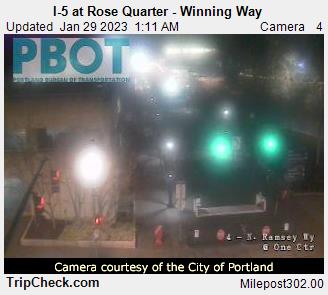 I-5 at Rose Quarter - Winning Way
Updated Jan 29 2023 1:11 AM Camera 4
PBOT
PORTLAND BUREAU OF TRANSPORTATION
4 - N. Ramsey Wy
@ One Ctr
Camera courtesy of the City of Portland
TripCheck.com Milepost302.00